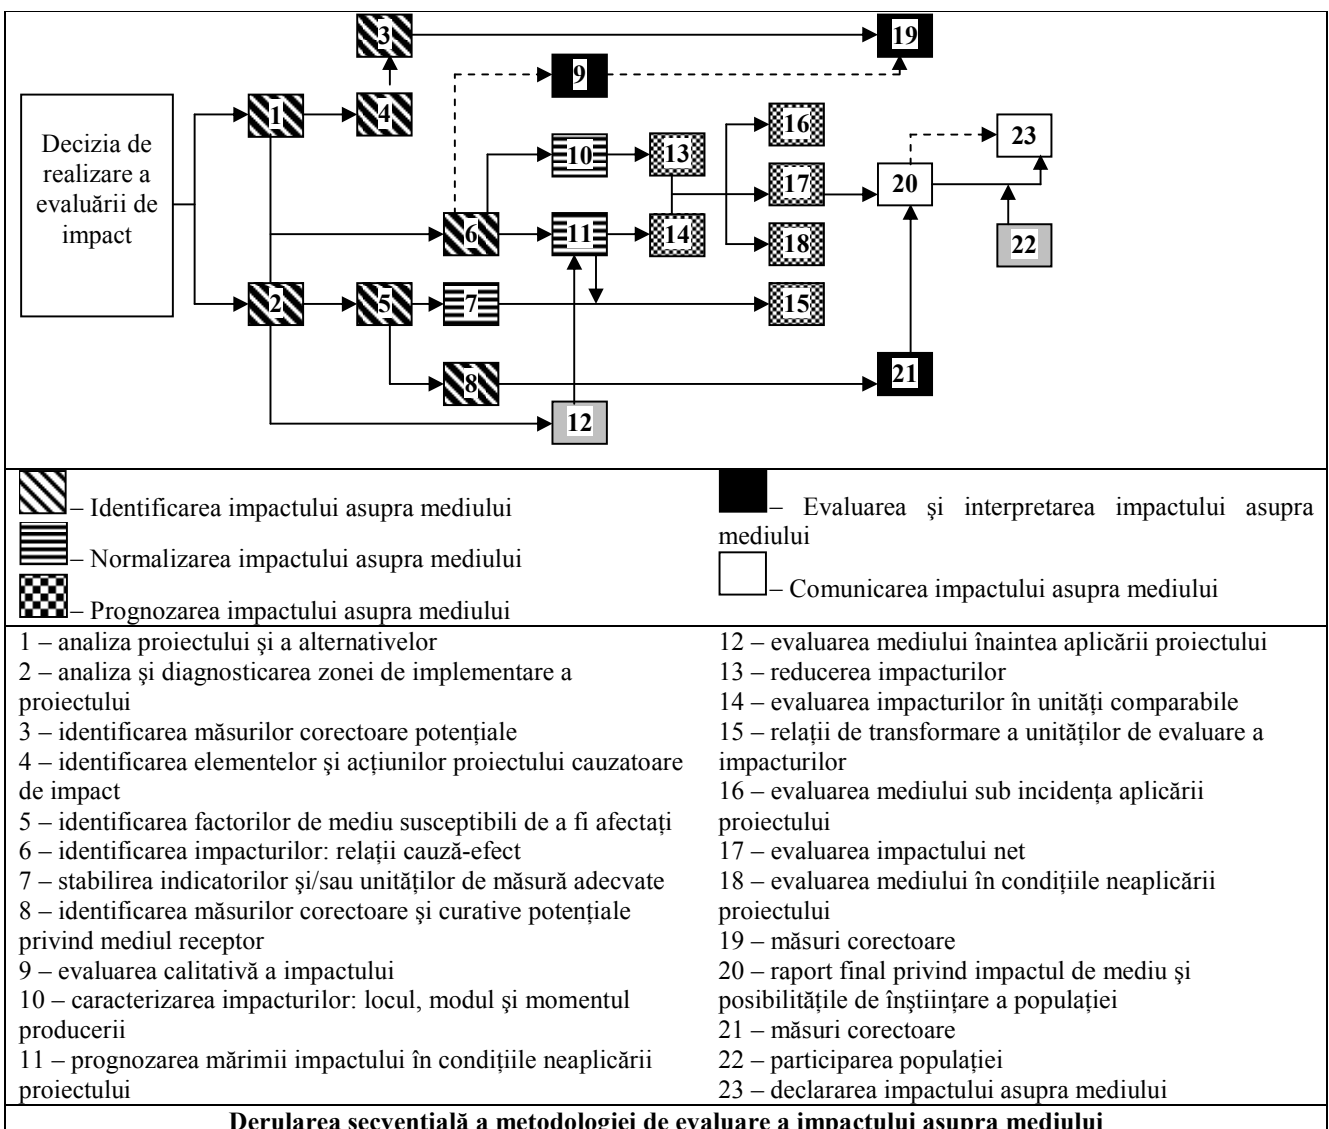 3
19
9
Decizia de
realizare a
evaluării de
impact
1
4
16
23
10
13
17
20
6
11
14
18
22
2
5
7
15
8
21
12
– Identificarea impactului asupra mediului
– Normalizarea impactului asupra mediului
– Prognozarea impactului asupra mediului
– Evaluarea şi interpretarea impactului asupra
mediului
– Comunicarea impactului asupra mediului
1 – analiza proiectului şi a alternativelor
2 – analiza şi diagnosticarea zonei de implementare a
proiectului
3 – identificarea măsurilor corectoare potenţiale
4 – identificarea elementelor şi acţiunilor proiectului cauzatoare
de impact
5 – identificarea factorilor de mediu susceptibili de a fi afectaţi
6 – identificarea impacturilor: relaţii cauză-efect
7 – stabilirea indicatorilor şi/sau unităţilor de măsură adecvate
8 – identificarea măsurilor corectoare şi curative potenţiale
privind mediul receptor
9 – evaluarea calitativă a impactului
10 – caracterizarea impacturilor: locul, modul şi momentul
producerii
11 – prognozarea mărimii impactului în condiţiile neaplicării
proiectului
12 – evaluarea mediului înaintea aplicării proiectului
13 – reducerea impacturilor
14 – evaluarea impacturilor în unităţi comparabile
15 – relaţii de transformare a unităţilor de evaluare a
impacturilor
16 – evaluarea mediului sub incidenţa aplicării
proiectului
17 – evaluarea impactului net
18 – evaluarea mediului în condiţiile neaplicării
proiectului
19 – măsuri corectoare
20 – raport final privind impactul de mediu şi
posibilităţile de înştiinţare a populaţiei
21 – măsuri corectoare
22 – participarea populaţiei
23 – declararea impactului asupra mediului
Derularea secvenţială a metodologiei de evaluare a impactului asupra mediului